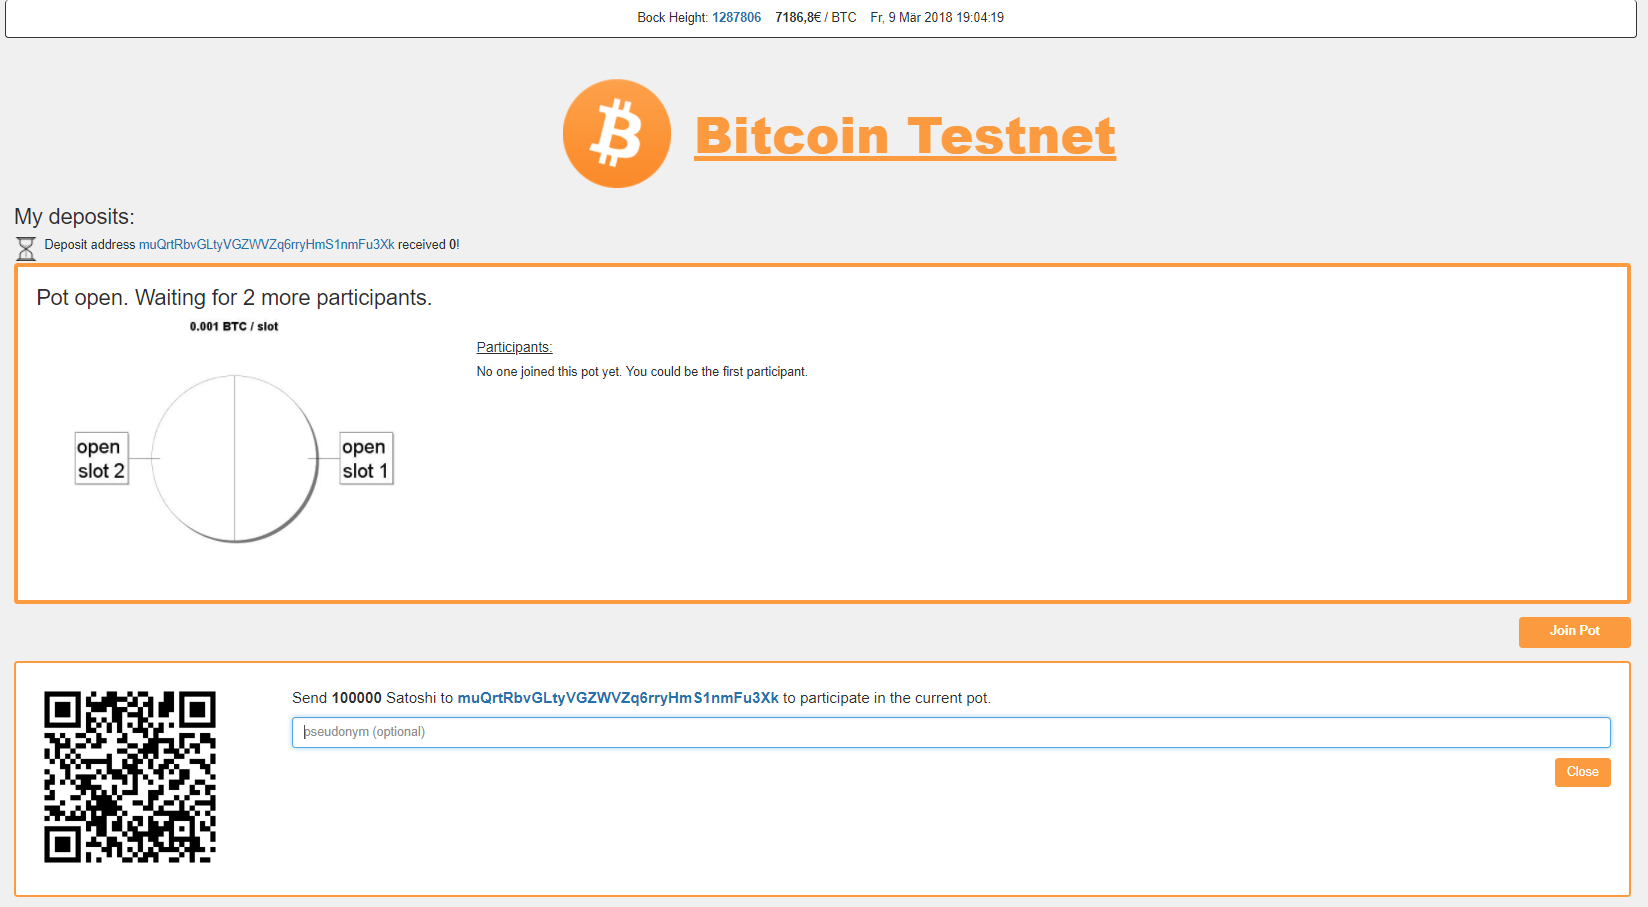 Bock Height: 1287806 7186,8€ / BTC Fr, 9 Mär 2018 19:04:19
Bitcoin Testnet
My deposits:
Deposit address muQrtRbvGLtyVGZWVZq6rryHmS1nmFu3Xk received 0!
Pot open. Waiting for 2 more participants.
0.001 BTC / slot
Participants:
No one joined this pot yet. You could be the first participant.
open
slot 2
open
slot 1
Join Pot
Send 100000 Satoshi to muQrtRbvGLtyVGZWVZq6rryHmS1nmFu3Xk to participate in the current pot.
pseudonym (optional)
Close